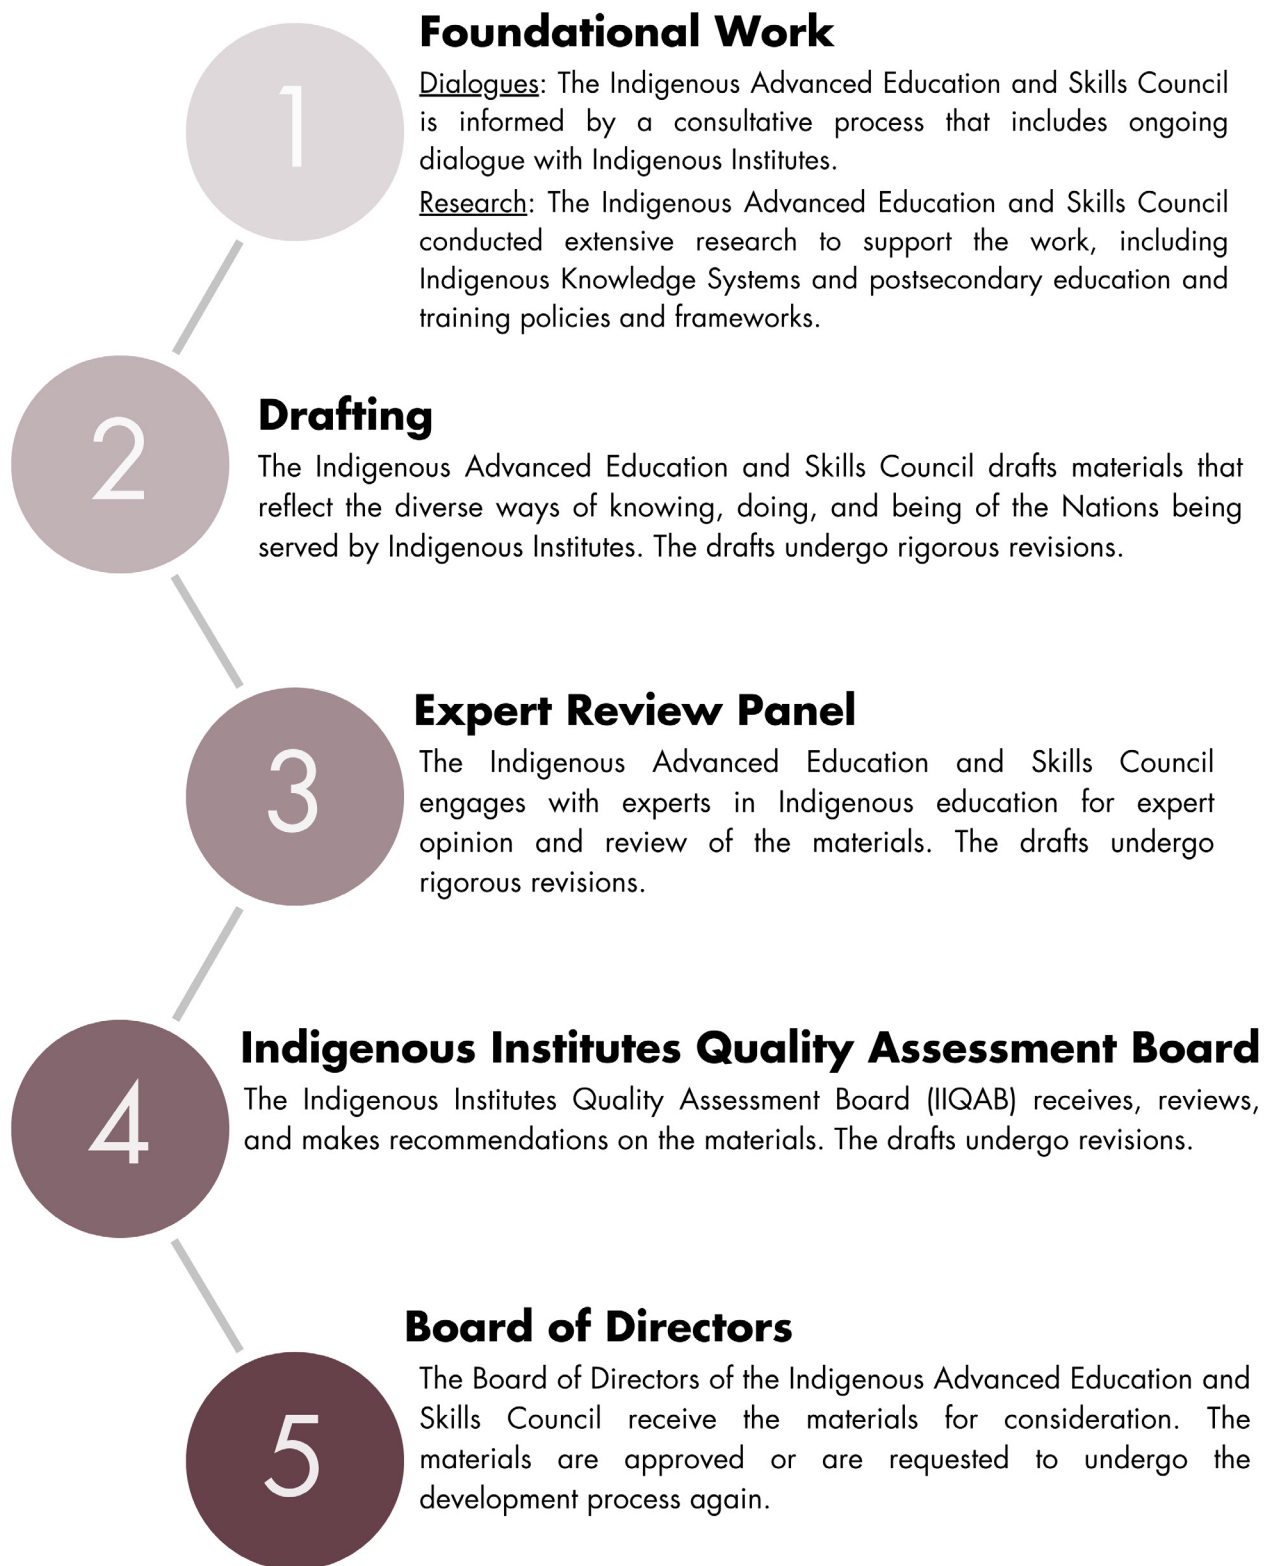 1
Foundational Work
Dialogues: The Indigenous Advanced Education and Skills Council
is informed by a consultative process that includes ongoing
dialogue with Indigenous Institutes.
Research: The Indigenous Advanced Education and Skills Council
conducted extensive research to support the work, including
Indigenous Knowledge Systems and postsecondary education and
training policies and frameworks.
2
Drafting
The Indigenous Advanced Education and Skills Council drafts materials that
reflect the diverse ways of knowing, doing, and being of the Nations being
served by Indigenous Institutes. The drafts undergo rigorous revisions.
3
Expert Review Panel
The Indigenous Advanced Education and Skills Council
engages with experts in Indigenous education for expert
opinion and review of the materials. The drafts undergo
rigorous revisions.
4
Indigenous Institutes Quality Assessment Board
The Indigenous Institutes Quality Assessment Board (IIQAB) receives, reviews,
and makes recommendations on the materials. The drafts undergo revisions.
5
Board of Directors
The Board of Directors of the Indigenous Advanced Education and
Skills Council receive the materials for consideration. The
materials are approved or are requested to undergo the
development process again.